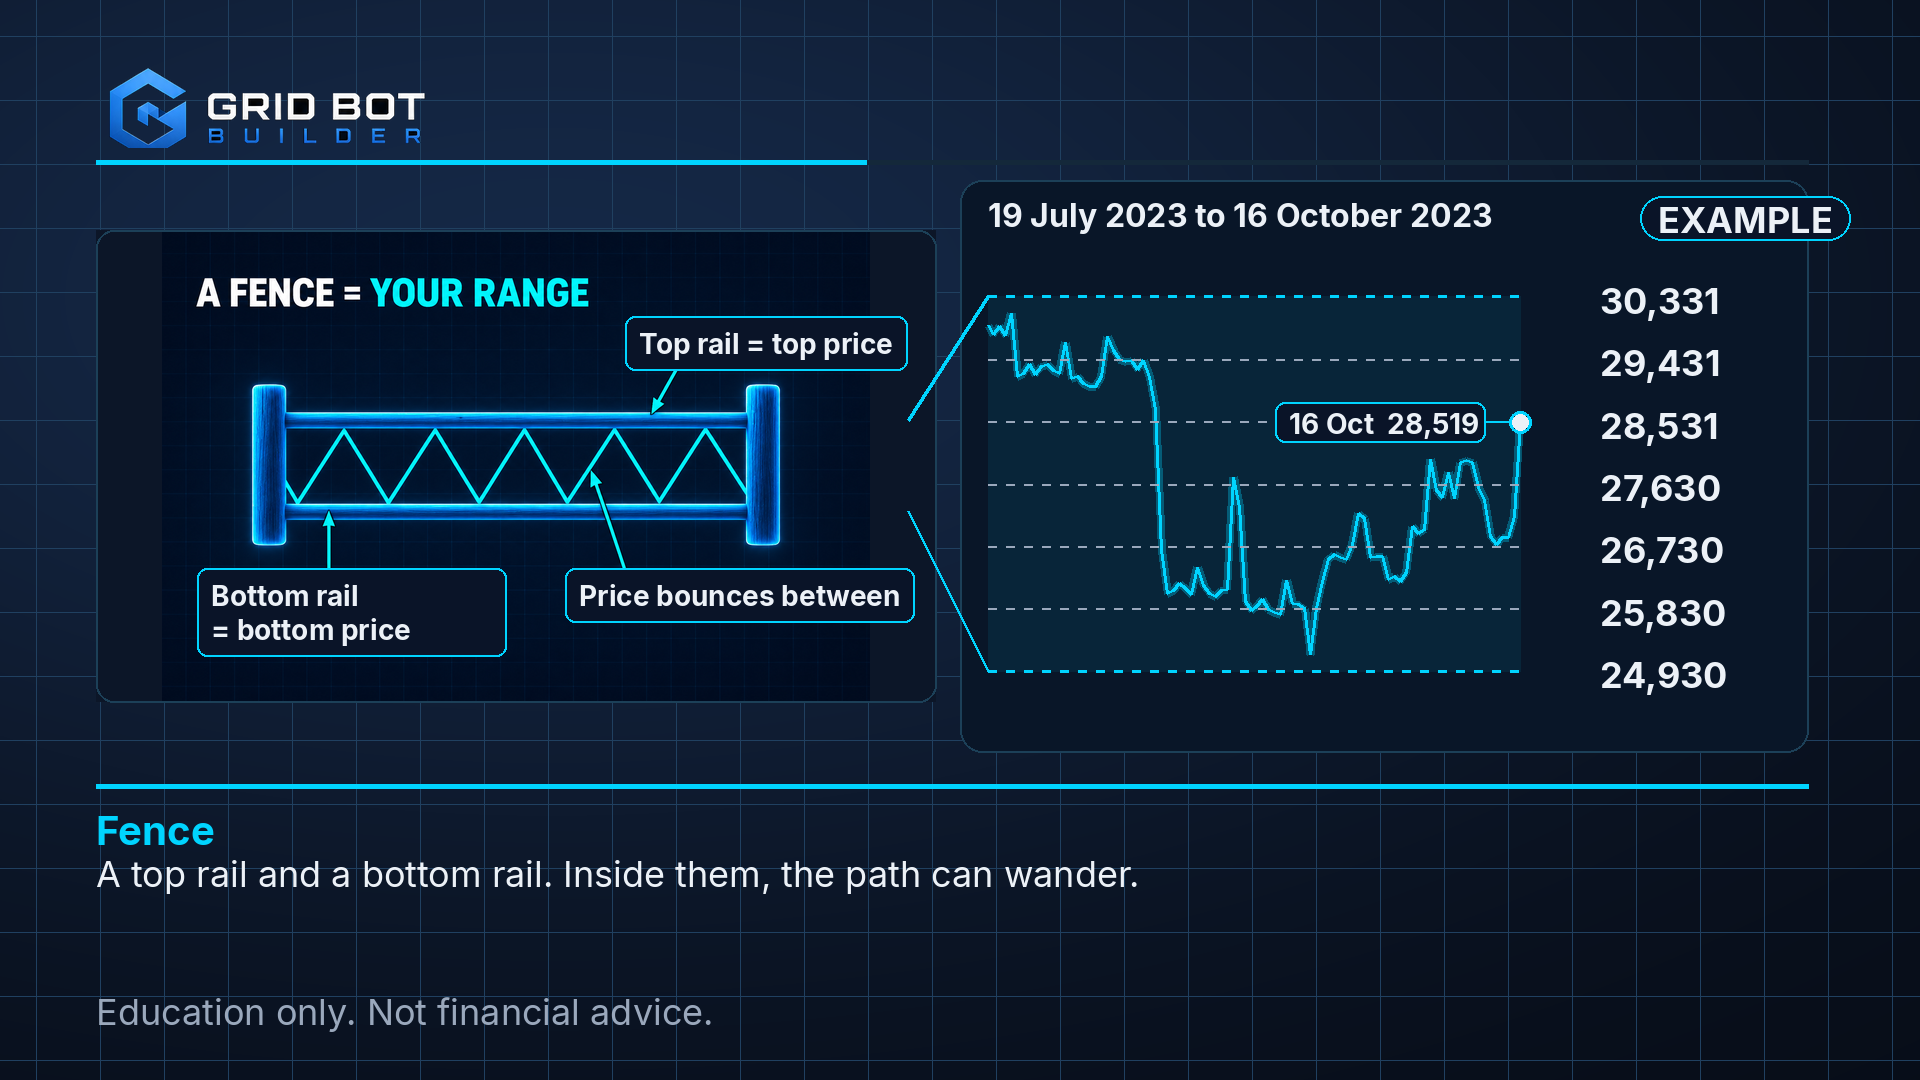 GRID BOT
BUILDER
A FENCE = YOUR RANGE
Top rail = top price
Bottom rail
= bottom price
Price bounces between
19 July 2023 to 16 October 2023
EXAMPLE
30,331
29,431
28,531
27,630
26,730
25,830
24,930
16 Oct 28,519
Fence
A top rail and a bottom rail. Inside them, the path can wander.
Education only. Not financial advice.